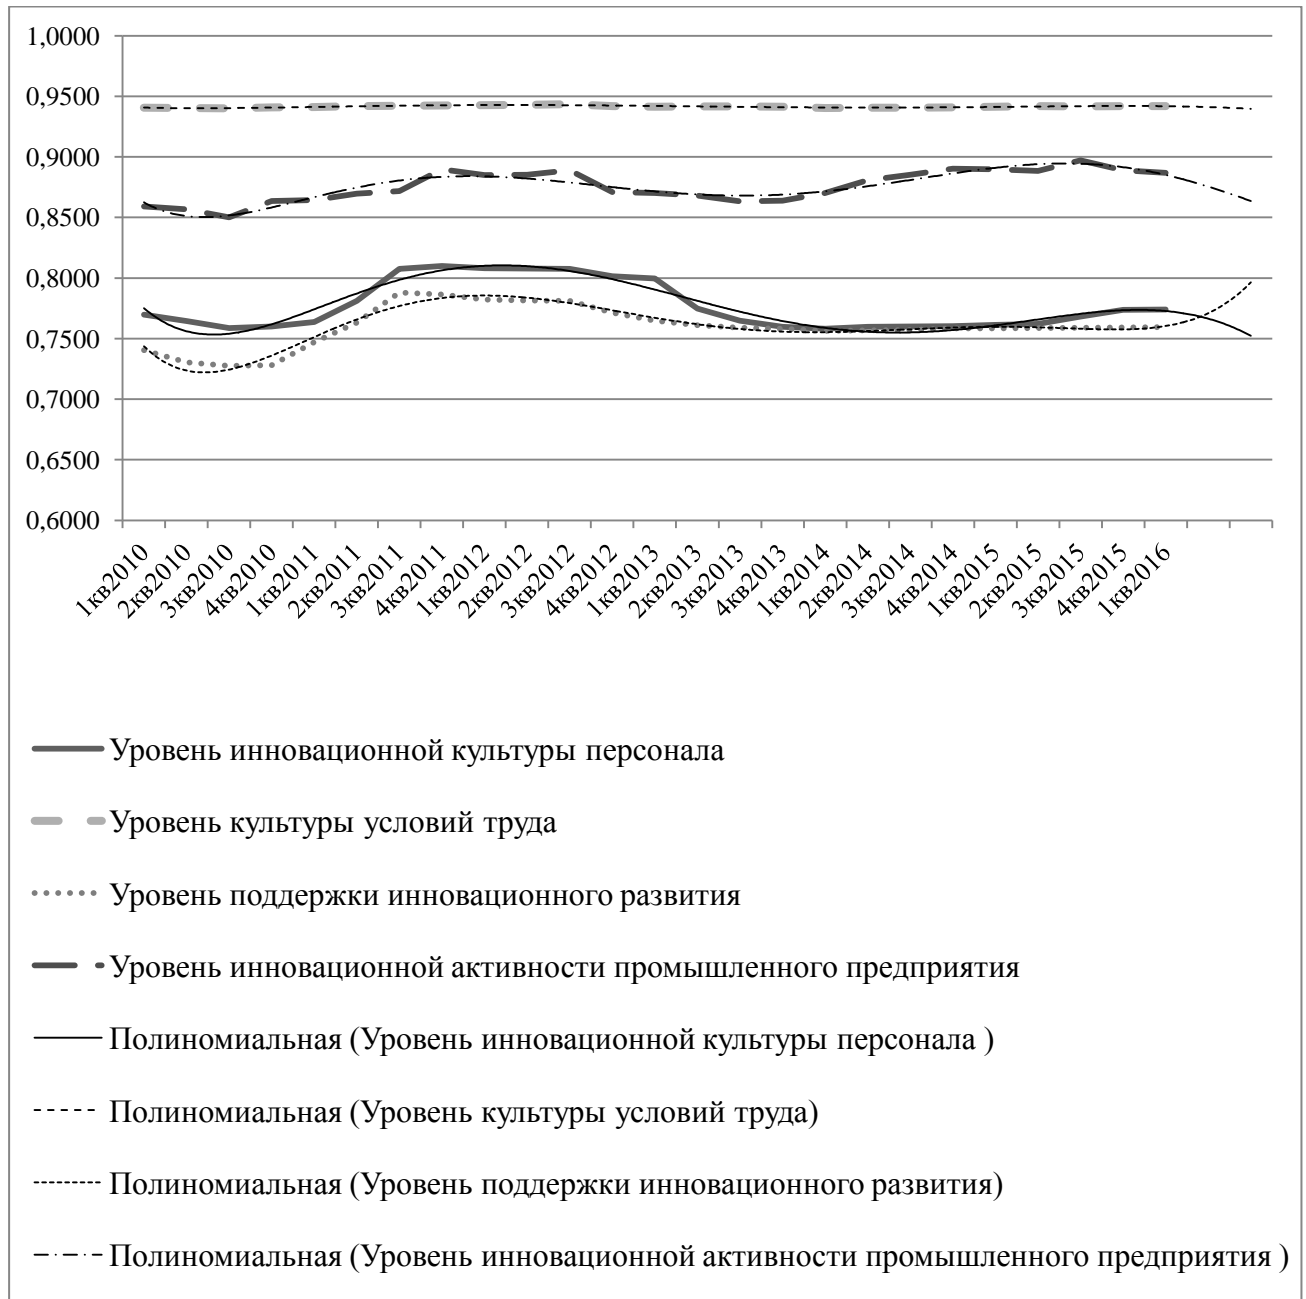 1,0000
0,9500
0,9000
0,8500
0,8000
0,7500
0,7000
0,6500
0,6000
1кв2010
2кв2010
3кв2010
4кв2010
1кв2011
2кв2011
3кв2011
4кв2011
1кв2012
2кв2012
3кв2012
4кв2012
1кв2013
2кв2013
3кв2013
4кв2013
1кв2014
2кв2014
3кв2014
4кв2014
1кв2015
2кв2015
3кв2015
4кв2015
1кв2016
Уровень инновационной культуры персонала
Уровень культуры условий труда
Уровень поддержки инновационного развития
Уровень инновационной активности промышленного предприятия
Полиномиальная (Уровень инновационной культуры персонала )
Полиномиальная (Уровень культуры условий труда)
Полиномиальная (Уровень поддержки инновационного развития)
Полиномиальная (Уровень инновационной активности промышленного предприятия )